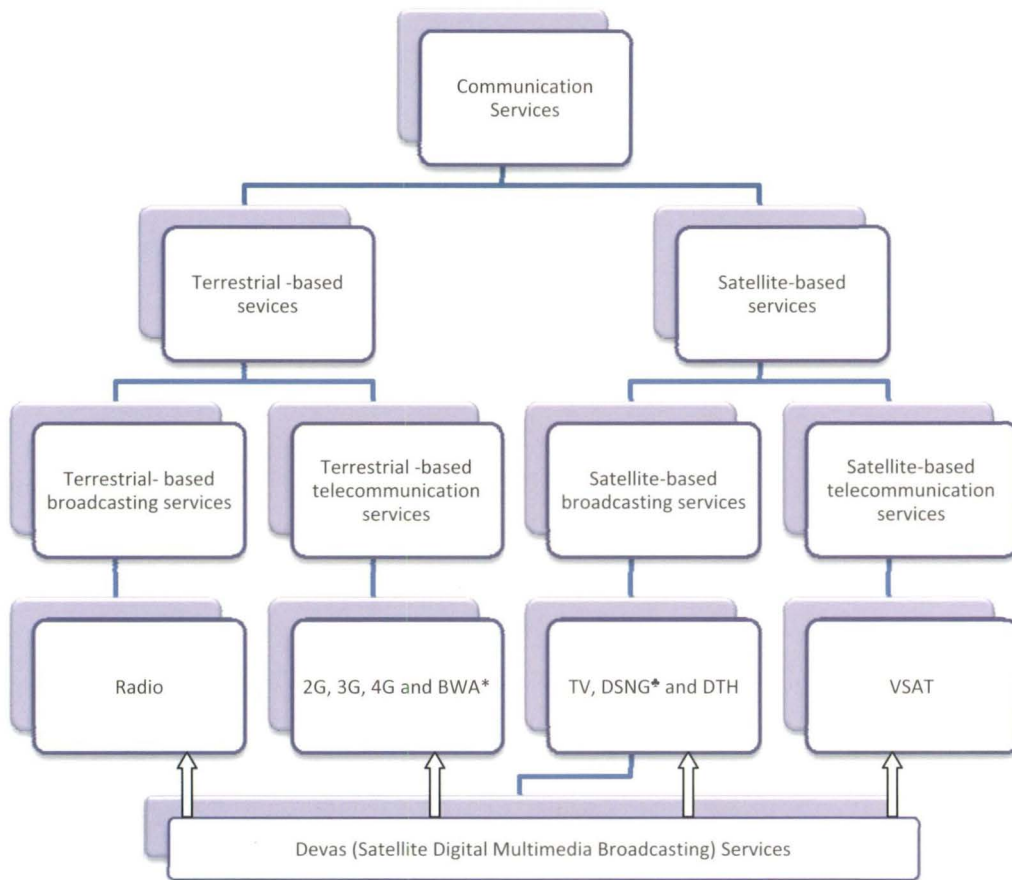 Communication
Services
Terrestrial -based
sevices
Satellite-based
services
Terrestrial- based
broadcasting services
Terrestrial -based
telecommunication
services
Satellite-based
broadcasting services
Satellite-based
telecommunication
services
Radio
2G, 3G, 4G and BWA*
TV, DSNG♣ and DTH
VSAT
Devas (Satellite Digital Multimedia Broadcasting) Services